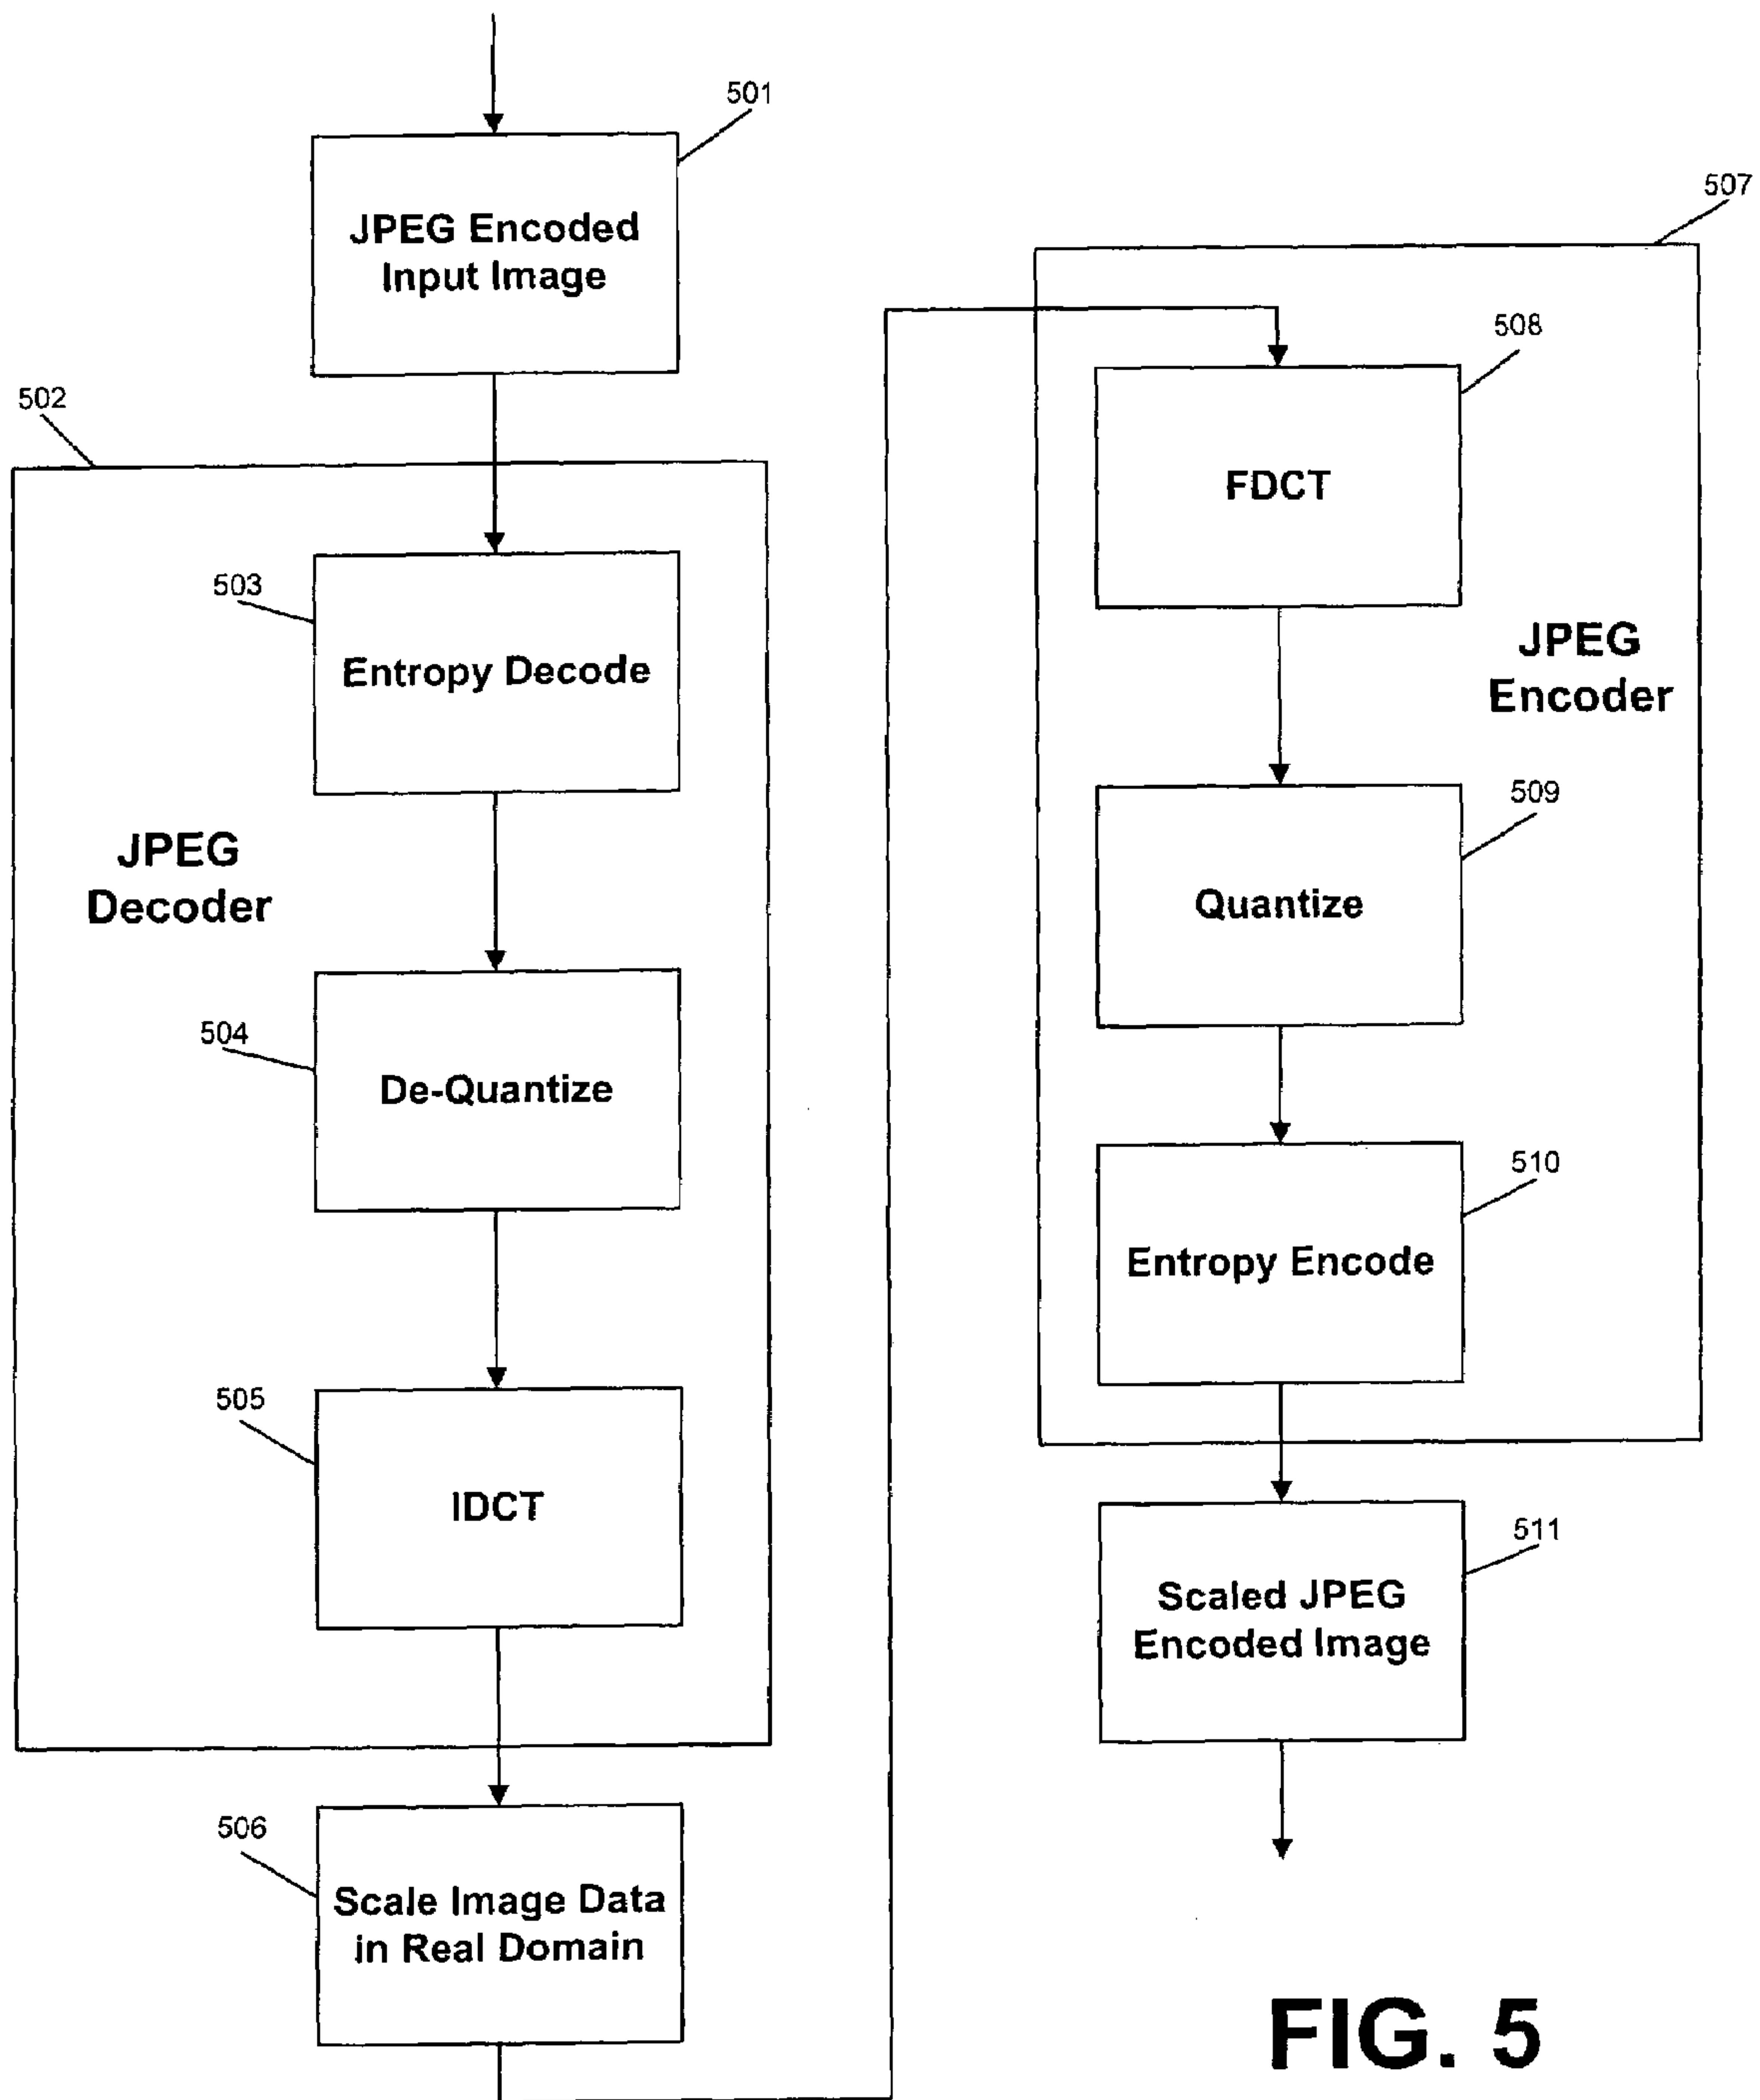 501
JPEG Encoded
Input Image
502
503
Entropy Decode
JPEG
Decoder
504
De-Quantize
505
IDCT
506
Scale Image Data
in Real Domain
507
508
FDCT
JPEG
Encoder
509
Quantize
510
Entropy Encode
511
Scaled JPEG
Encoded Image
FIG. 5